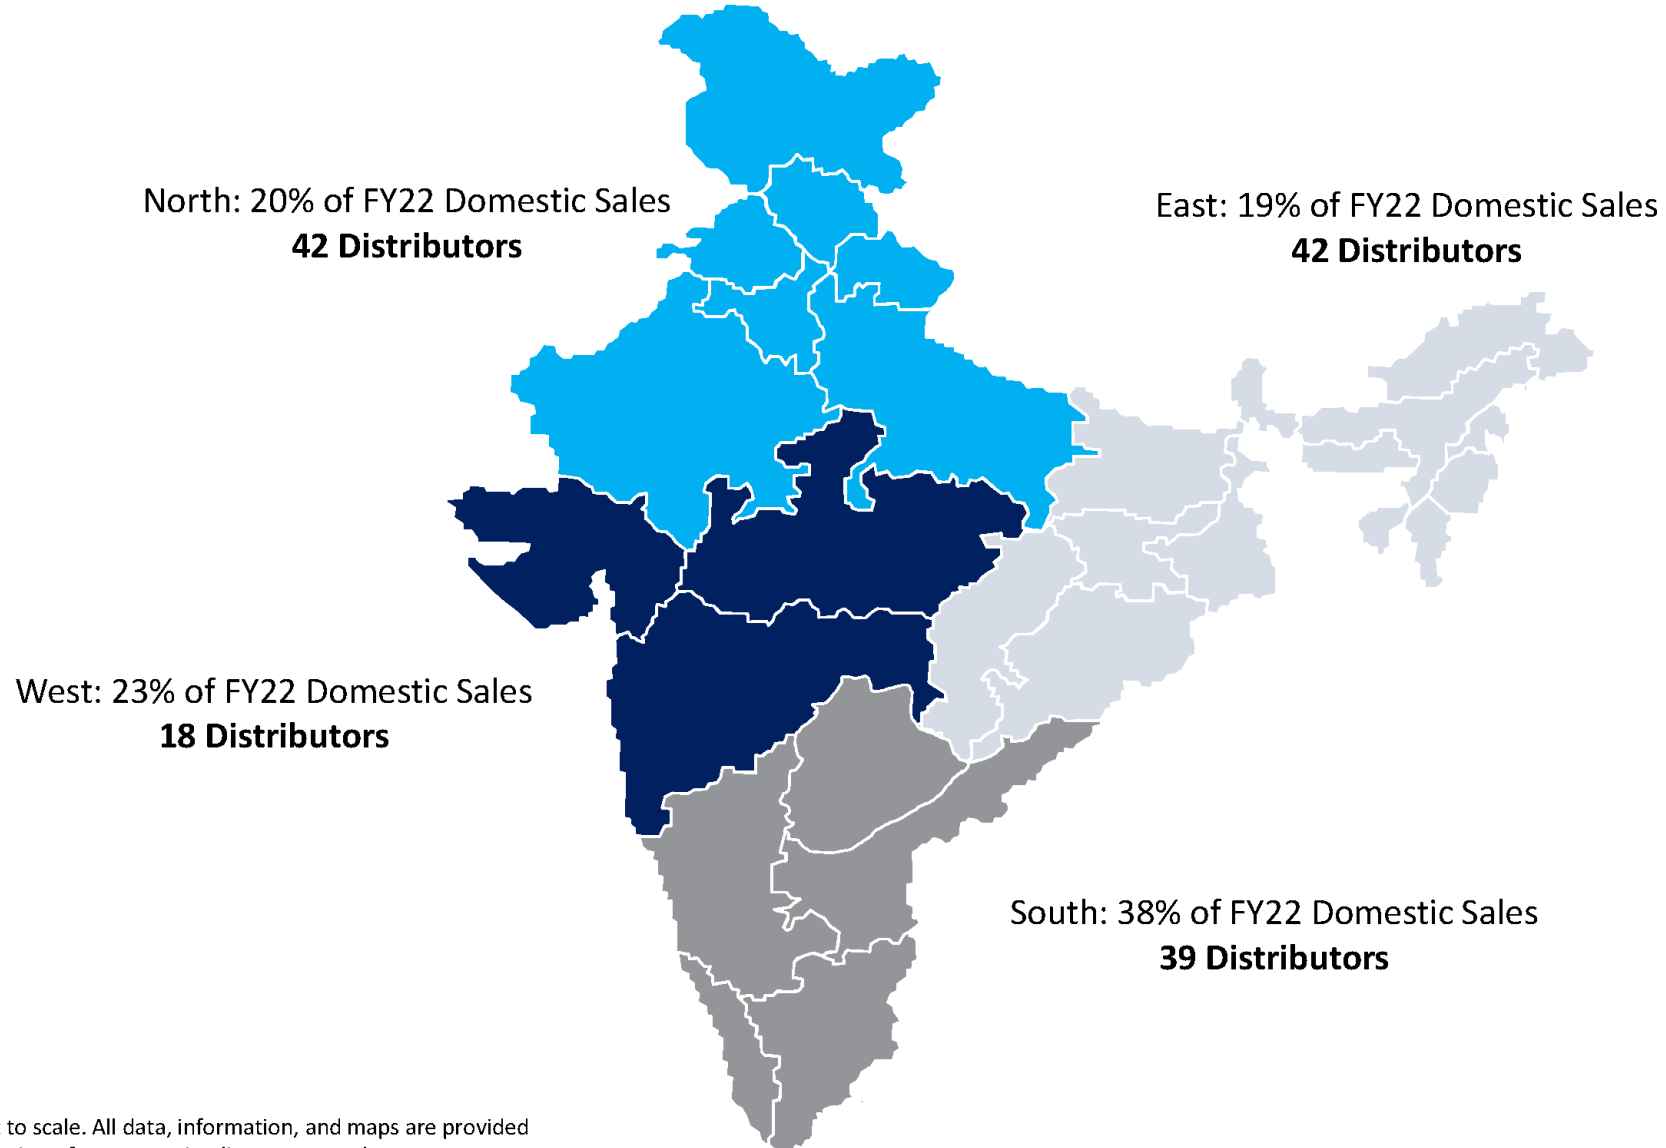 North: 20% of FY22 Domestic Sales
42 Distributors
East: 19% of FY22 Domestic Sales
42 Distributors
West: 23% of FY22 Domestic Sales
18 Distributors
South: 38% of FY22 Domestic Sales
39 Distributors
to scale. All data, information, and maps are provided